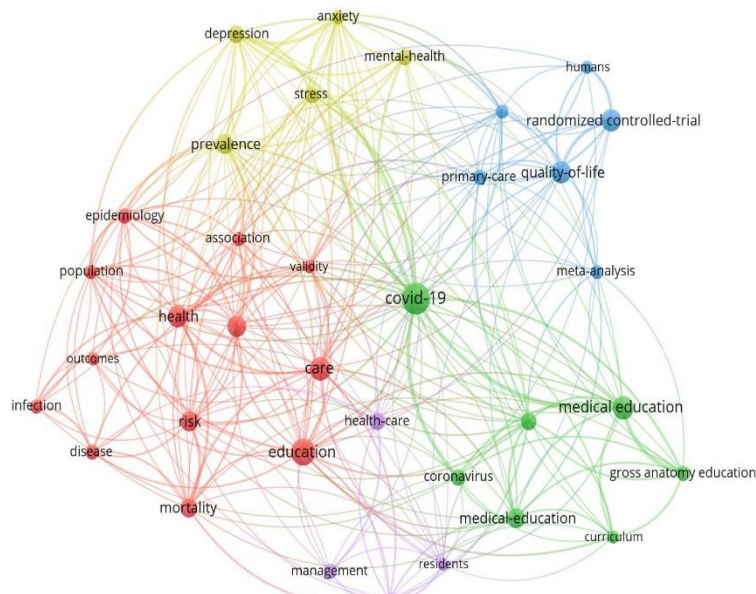 anxiety
depression
mental-health
humans
stress
randomized controlled-trial
prevalence
quality-of-life
primary-care
epidemiology
association
population
validity
meta-analysis
covid-19
health
outcomes
care
infection
medical education
risk
health-care
disease
education
coronavirus
gross anatomy education
mortality
medical-education
curriculum
residents
management